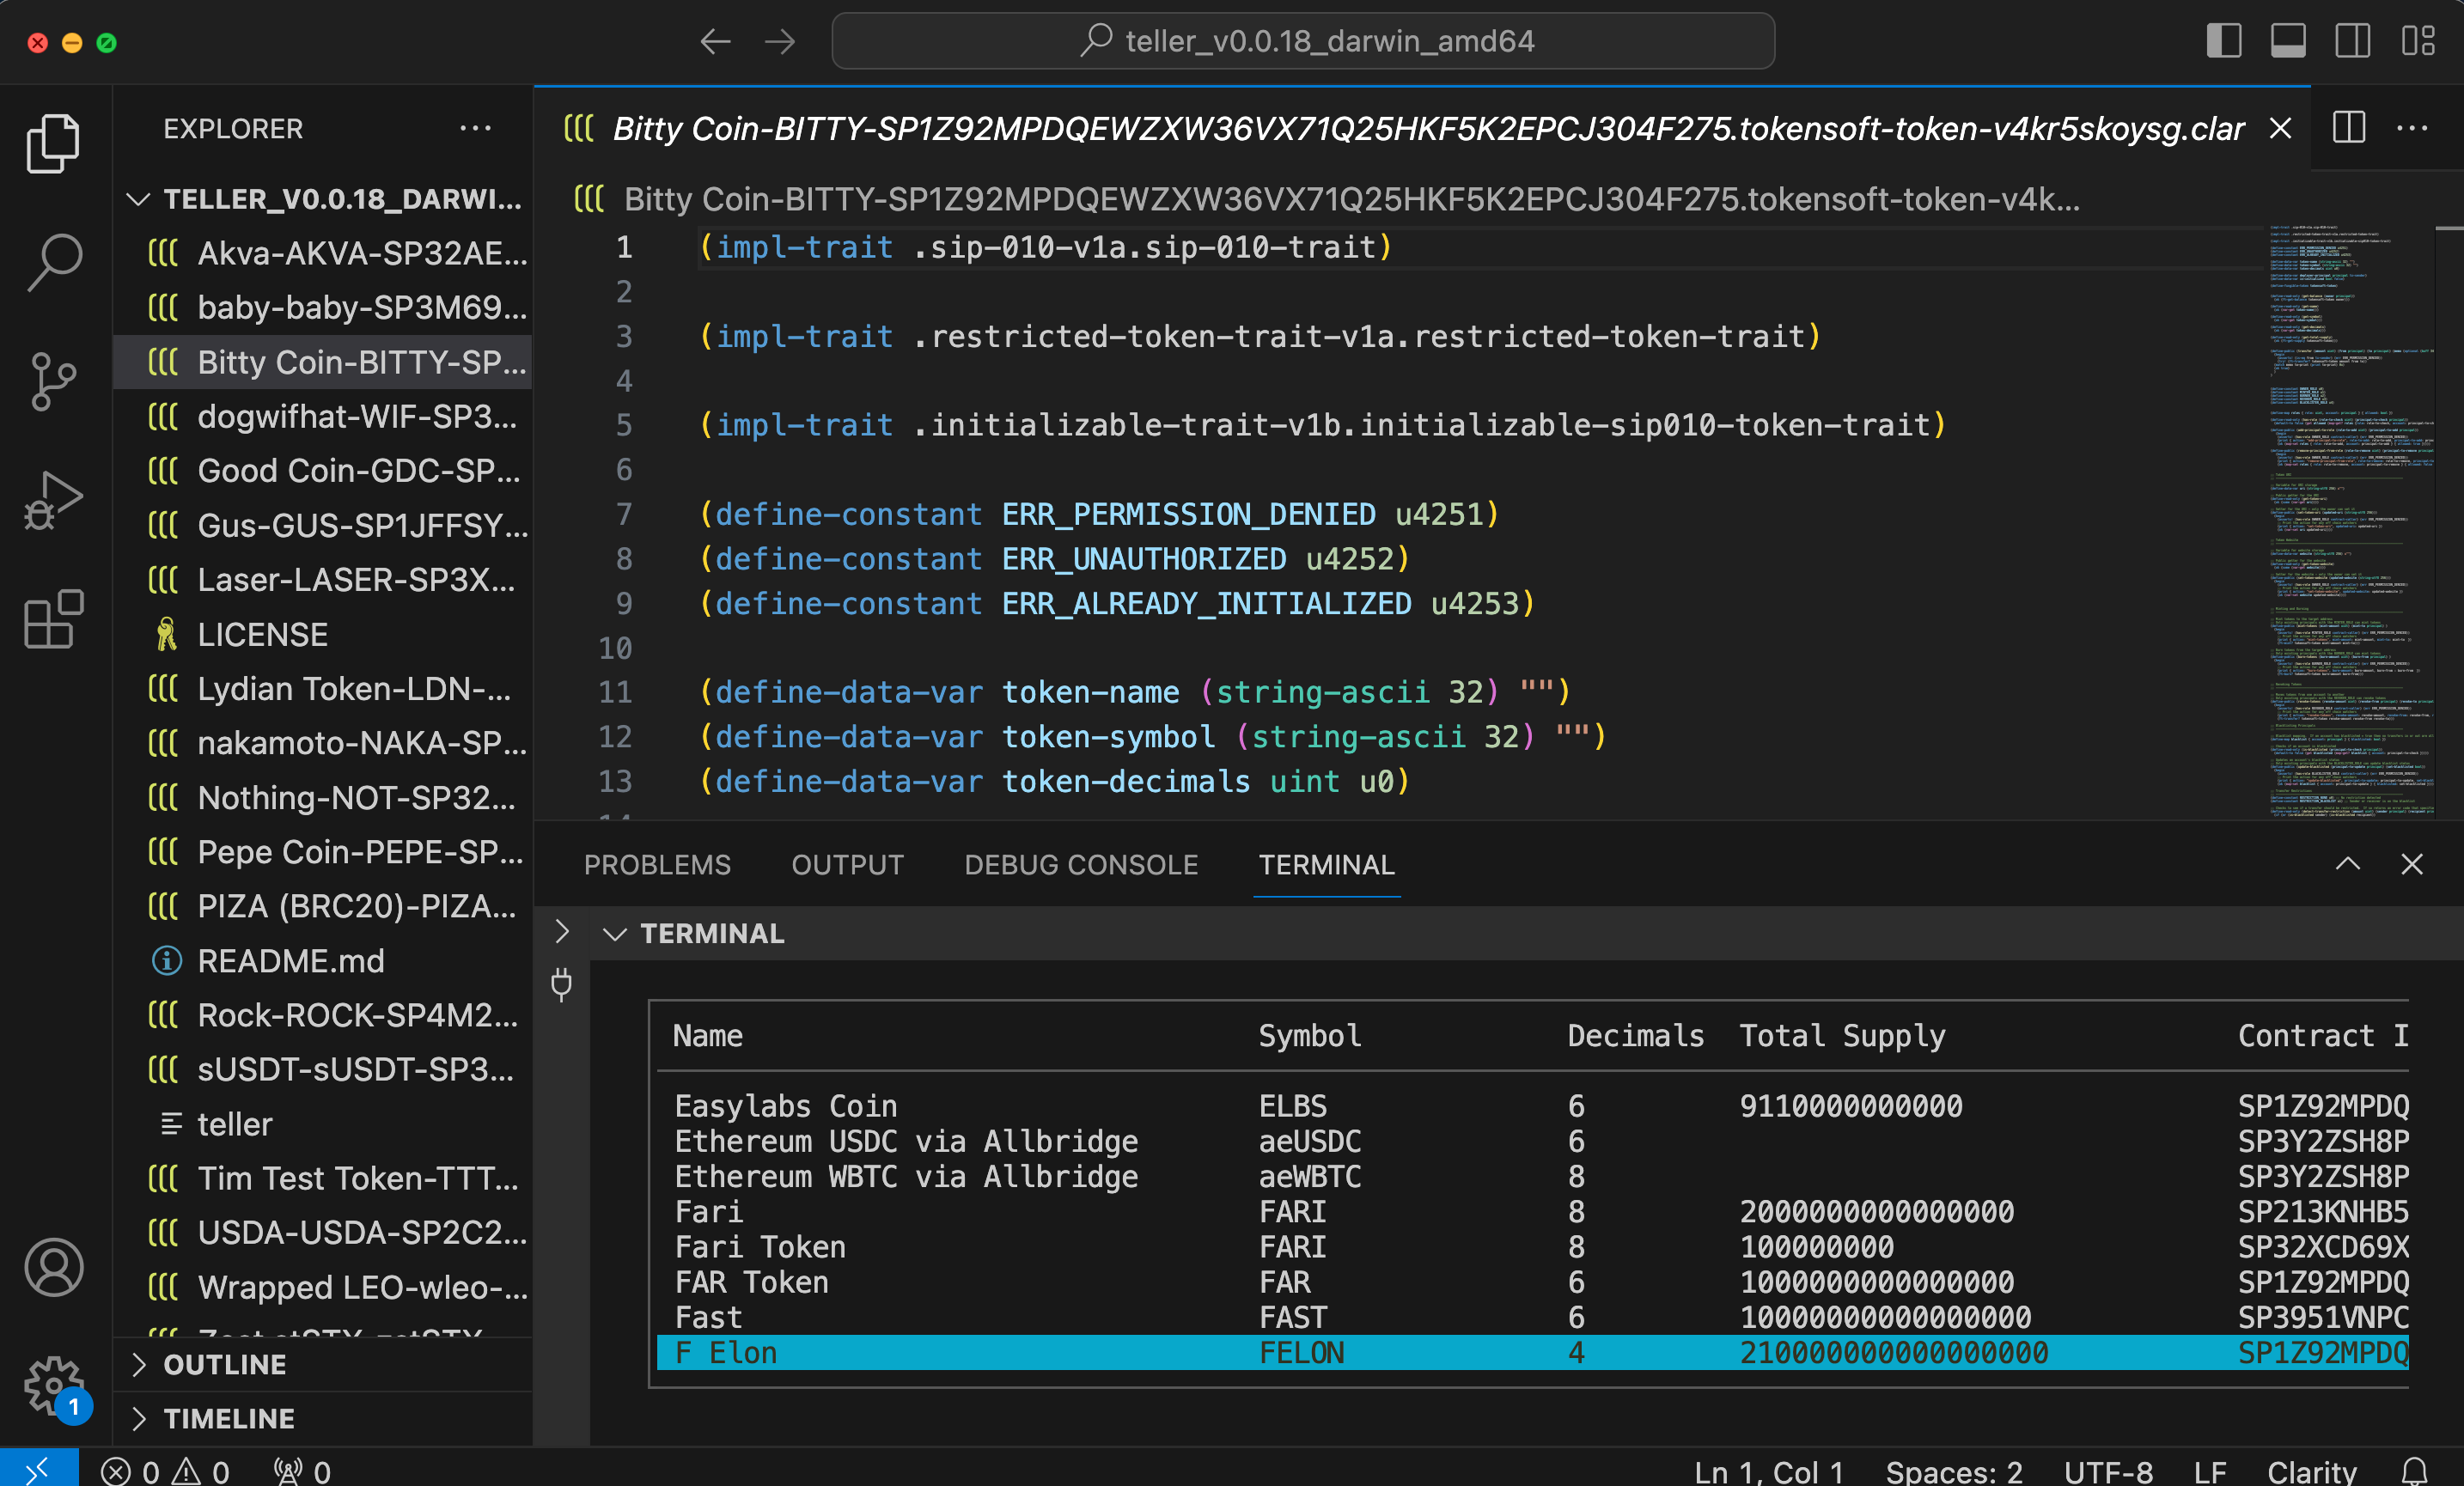 teller_v0.0.18_darwin_amd64
EXPLORER
TELLER_V0.0.18_DARWI...
Akva-AKVA-SP32AE...
baby-baby-SP3M69...
Bitty Coin-BITTY-SP...
dogwifhat-WIF-SP3...
Good Coin-GDC-SP...
Gus-GUS-SP1JFFSY...
Laser-LASER-SP3X...
LICENSE
Lydian Token-LDN-...
nakamoto-NAKA-SP...
Nothing-NOT-SP32...
Pepe Coin-PEPE-SP...
PIZA (BRC20)-PIZA...
README.md
Rock-ROCK-SP4M2...
sUSDT-sUSDT-SP3...
teller
Tim Test Token-TTT...
USDA-USDA-SP2C2...
Wrapped LEO-wleo-...
OUTLINE
TIMELINE
Bitty Coin-BITTY-SP1Z92MPDQEWZXW36VX71Q25HKF5K2EPCJ304F275.tokensoft-token-v4kr5skoysg.clar
Bitty Coin-BITTY-SP1Z92MPDQEWZXW36VX71Q25HKF5K2EPCJ304F275.tokensoft-token-v4k...
1 (impl-trait .sip-010-v1a.sip-010-trait)
2
3 (impl-trait .restricted-token-trait-v1a.restricted-token-trait)
4
5 (impl-trait .initializable-trait-v1b.initializable-sip010-token-trait)
6
7 (define-constant ERR_PERMISSION_DENIED u4251)
8 (define-constant ERR_UNAUTHORIZED u4252)
9 (define-constant ERR_ALREADY_INITIALIZED u4253)
10
11 (define-data-var token-name (string-ascii 32) "")
12 (define-data-var token-symbol (string-ascii 32) "")
13 (define-data-var token-decimals uint u0)
PROBLEMS OUTPUT DEBUG CONSOLE TERMINAL
TERMINAL
Name Symbol Decimals Total Supply Contract I
Easylabs Coin ELBS 6 9110000000000 SP1Z92MPDQ
Ethereum USDC via Allbridge aeUSDC 6 SP3Y2ZSH8P
Ethereum WBTC via Allbridge aeWBTC 8 SP3Y2ZSH8P
Fari FARI 8 2000000000000000 SP213KNHB5
Fari Token FARI 8 100000000 SP32XCD69X
FAR Token FAR 6 1000000000000000 SP1Z92MPDQ
Fast FAST 6 10000000000000000 SP3951VNPC
F Elon FELON 4 210000000000000000 SP1Z92MPDQ
1
0 0 0
Ln 1, Col 1 Spaces: 2 UTF-8 LF Clarity